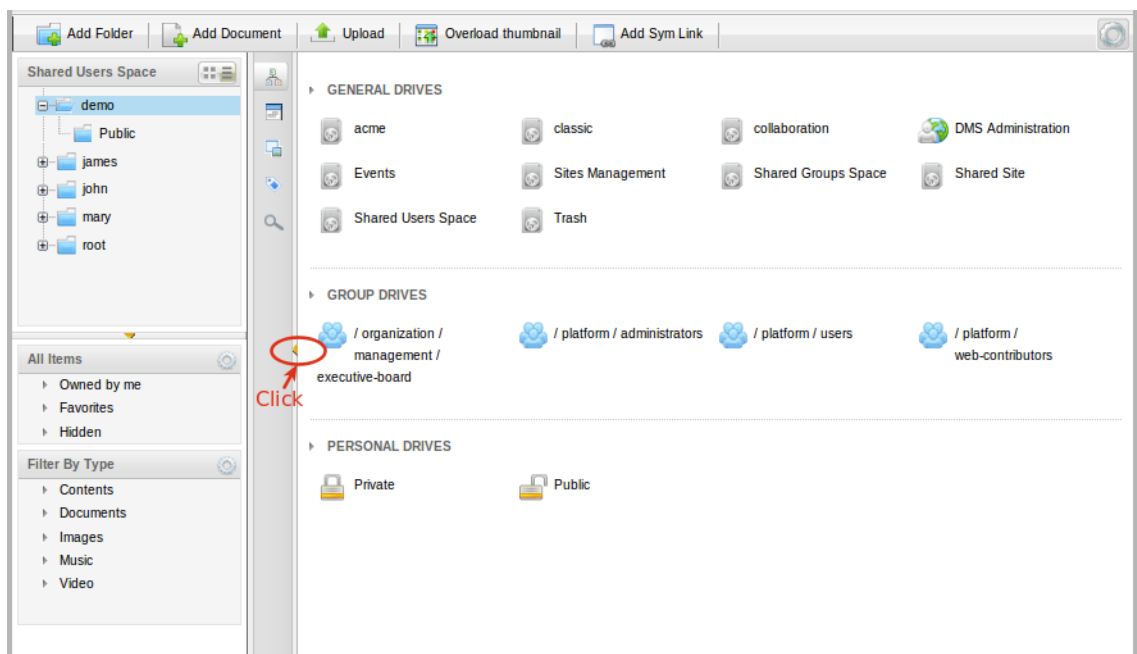 Add Folder
Add Document
Upload
Overload thumbnail
Add Sym Link
Shared Users Space
demo
Public
james
john
mary
root
All Items
Owned by me
Favorites
Hidden
Filter By Type
Contents
Documents
Images
Music
Video
Click
GENERAL DRIVES
acme
classic
collaboration
DMS Administration
Events
Sites Management
Shared Groups Space
Shared Site
Shared Users Space
Trash
GROUP DRIVES
/ organization /
management /
executive-board
/ platform / administrators
/ platform / users
/ platform /
web-contributors
PERSONAL DRIVES
Private
Public